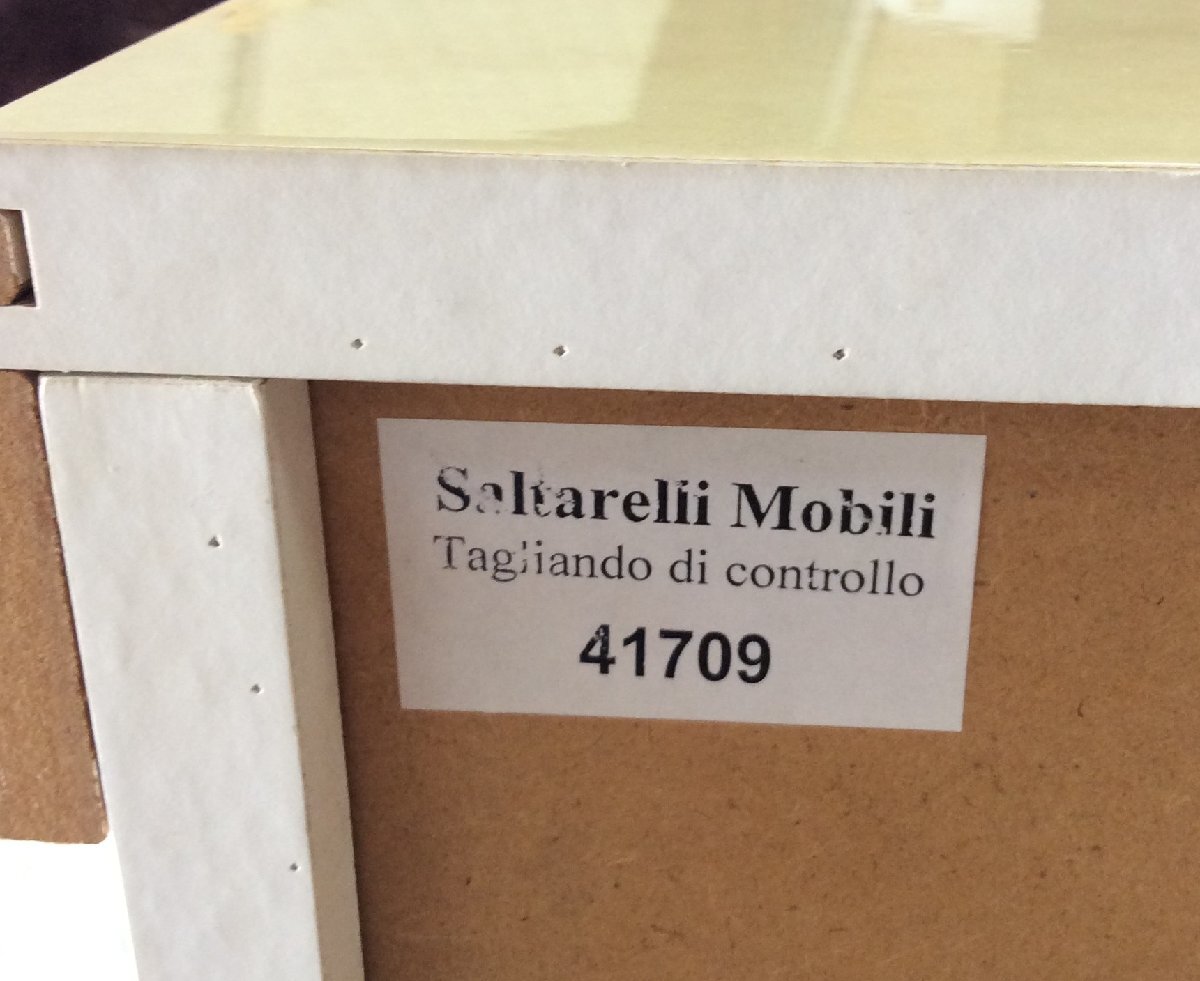 Saltarelli Mobili
Tagliando di controllo
41709